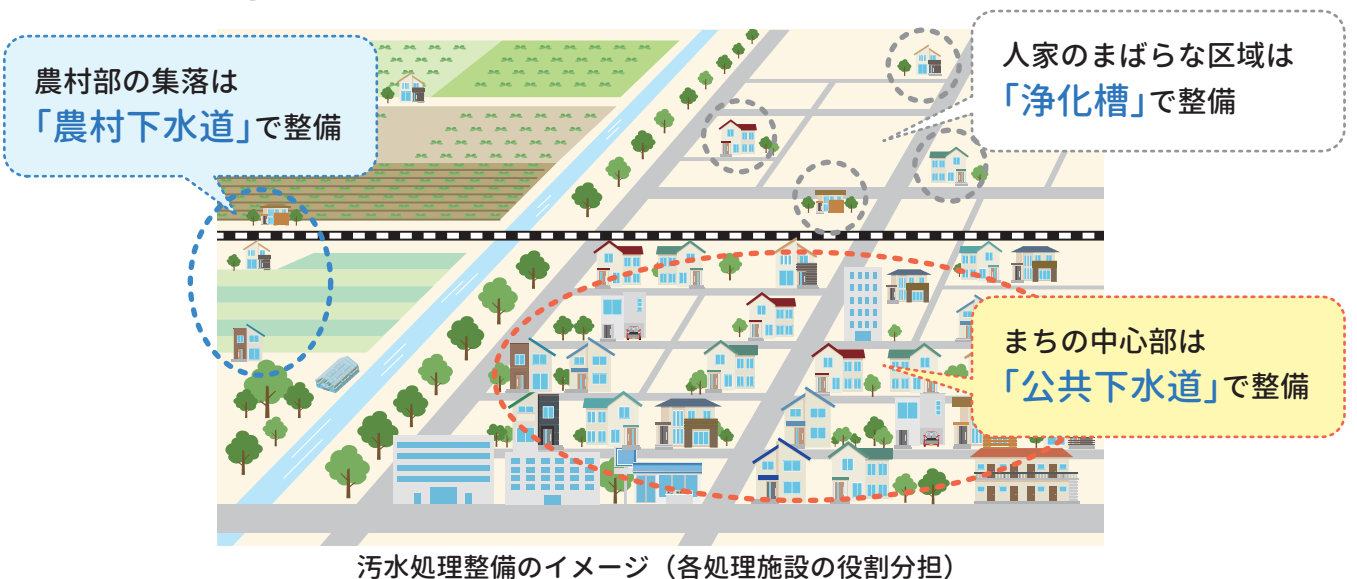 農村部の集落は
「農村下水道」で整備
人家のまばらな区域は
「浄化槽」で整備
まちの中心部は
「公共下水道」で整備
汚水処理整備のイメージ（各処理施設の役割分担）